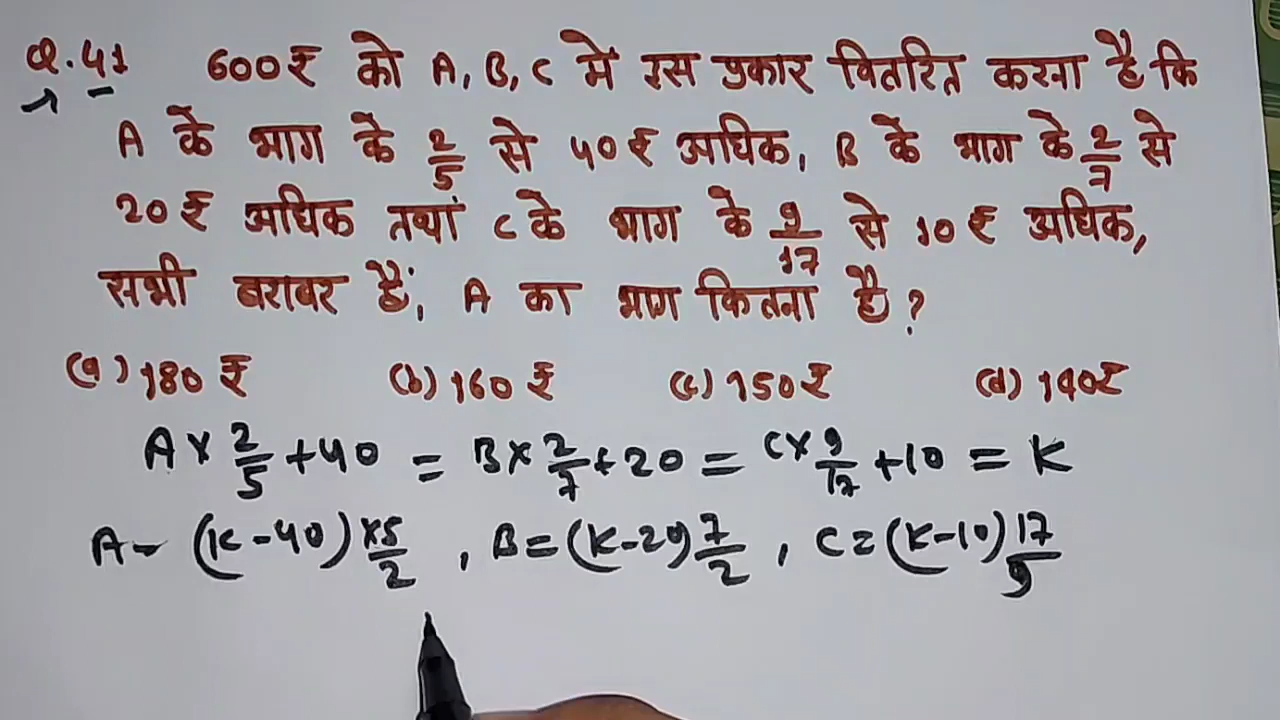 Q.41 600₹ को A, B, C में इस प्रकार वितरित करना है कि
A के भाग के 2/5 से 40₹ अधिक, B के भाग के 2/7 से
20₹ अधिक तथा C के भाग के 9/17 से 10₹ अधिक,
सभी बराबर हैं, A का भाग कितना है?
(a) 180₹ (b) 160₹ (c) 150₹ (d) 140₹
A × 2/5 + 40 = B × 2/7 + 20 = C × 9/17 + 10 = K
A = (K-40) × 5/2 , B = (K-20) 7/2 , C = (K-10) 17/9